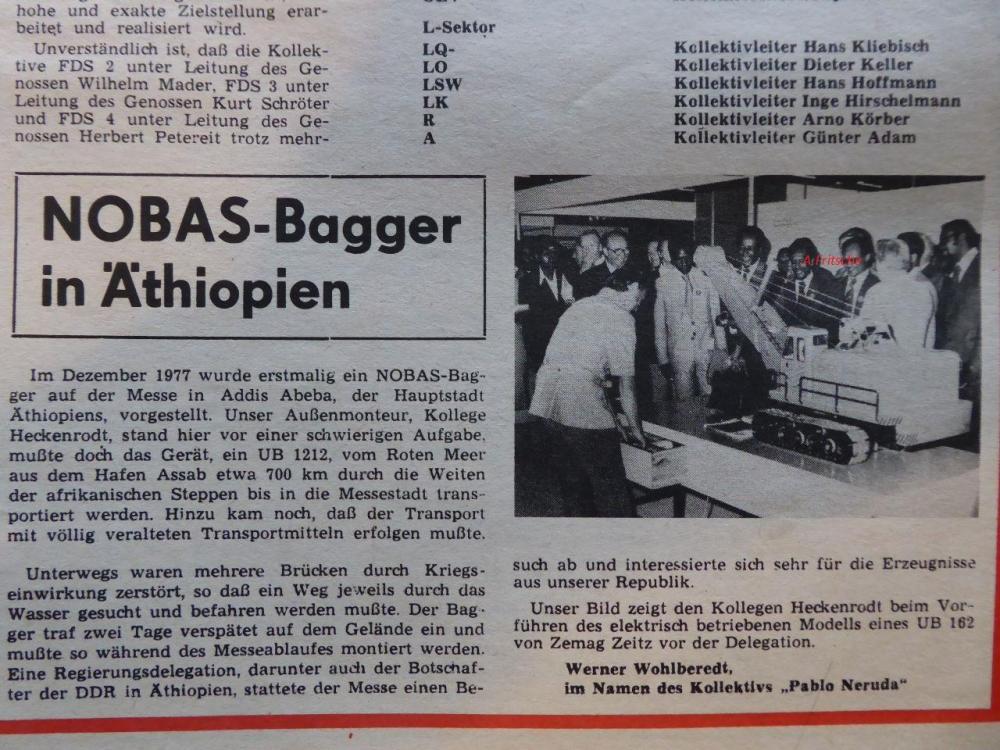 hohe und exakte Zielstellung erar-
beitet und realisiert wird.
Unverständlich ist, daß die Kollek-
tive FDS 2 unter Leitung des Ge-
nossen Wilhelm Mader, FDS 3 unter
Leitung des Genossen Kurt Schröter
und FDS 4 unter Leitung des Ge-
nossen Herbert Petereit trotz mehr-
L-Sektor
LQ- Kollektivleiter Hans Kliebisch
LO Kollektivleiter Dieter Keller
LSW Kollektivleiter Hans Hoffmann
LK Kollektivleiter Inge Hirschelmann
R Kollektivleiter Arno Körber
A Kollektivleiter Günter Adam
NOBAS-Bagger
in Äthiopien
Im Dezember 1977 wurde erstmalig ein NOBAS-Bag-
ger auf der Messe in Addis Abeba, der Hauptstadt
Äthiopiens, vorgestellt. Unser Außenmonteur, Kollege
Heckenrodt, stand hier vor einer schwierigen Aufgabe,
mußte doch das Gerät, ein UB 1212, vom Roten Meer
aus dem Hafen Assab etwa 700 km durch die Weiten
der afrikanischen Steppen bis in die Messestadt trans-
portiert werden. Hinzu kam noch, daß der Transport
mit völlig veralteten Transportmitteln erfolgen mußte.
Unterwegs waren mehrere Brücken durch Kriegs-
einwirkung zerstört, so daß ein Weg jeweils durch das
Wasser gesucht und befahren werden mußte. Der Bag-
ger traf zwei Tage verspätet auf dem Gelände ein und
mußte so während des Messeablaufes montiert werden.
Eine Regierungsdelegation, darunter auch der Botschaf-
ter der DDR in Äthiopien, stattete der Messe einen Be-
A.Fritsche
such ab und interessierte sich sehr für die Erzeugnisse
aus unserer Republik.
Unser Bild zeigt den Kollegen Heckenrodt beim Vor-
führen des elektrisch betriebenen Modells eines UB 162
von Zemag Zeitz vor der Delegation.
Werner Wohlberedt,
im Namen des Kollektivs „Pablo Neruda“